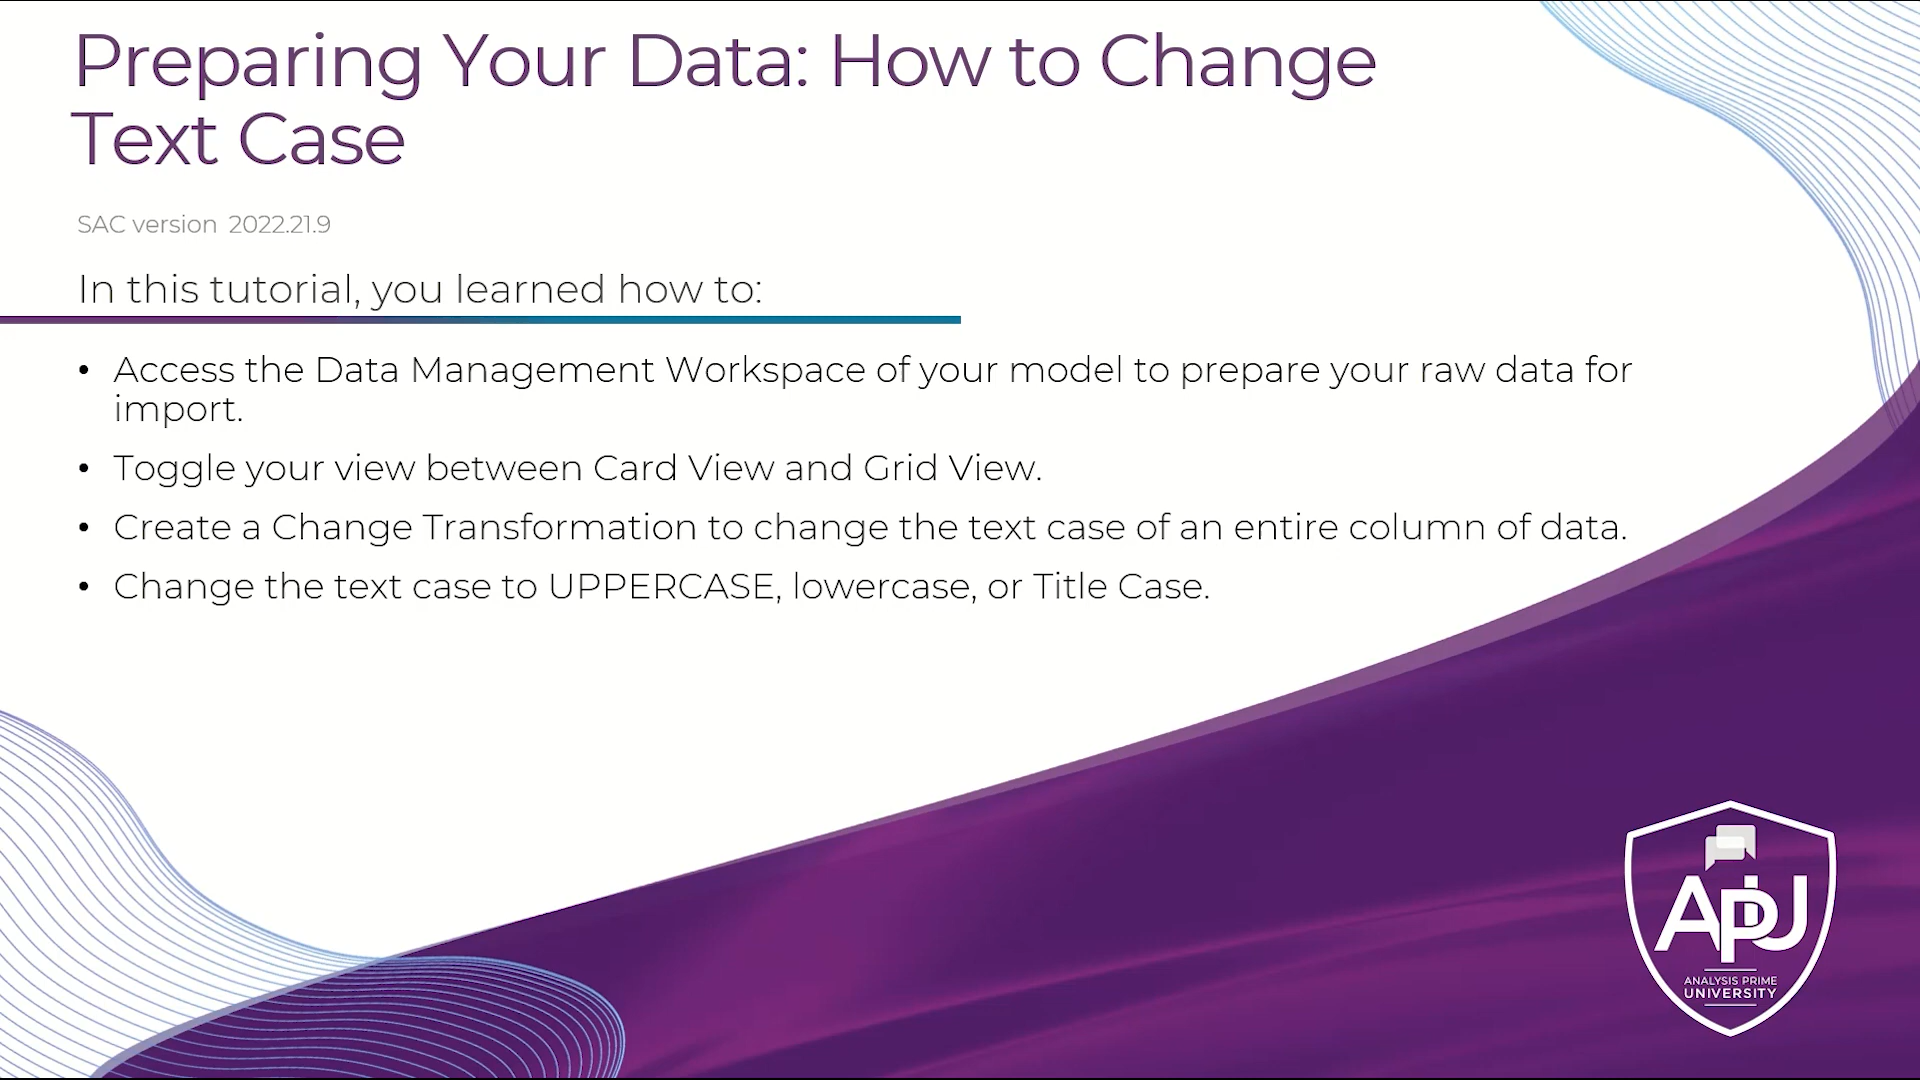 Preparing Your Data: How to Change
Text Case
SAC version 2022.21.9
In this tutorial, you learned how to:
• Access the Data Management Workspace of your model to prepare your raw data for
import.
• Toggle your view between Card View and Grid View.
• Create a Change Transformation to change the text case of an entire column of data.
• Change the text case to UPPERCASE, lowercase, or Title Case.
APU
ANALYSIS PRIME
UNIVERSITY